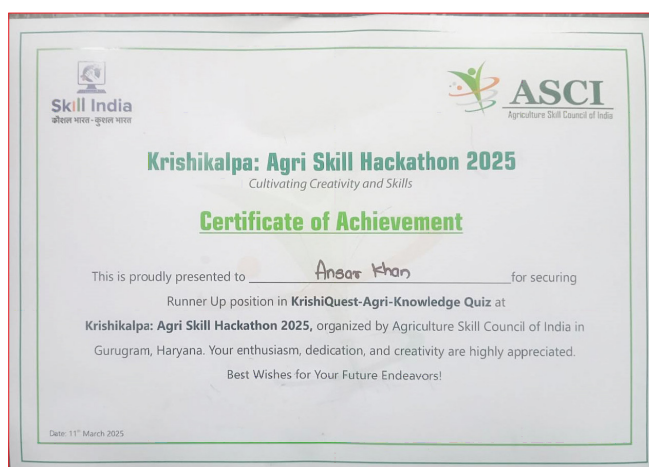 Skill India
कौशल भारत - कुशल भारत
ASCI
Agriculture Skill Council of India
Krishikalpa: Agri Skill Hackathon 2025
Cultivating Creativity and Skills
Certificate of Achievement
This is proudly presented to Ansar Khan for securing
Runner Up position in KrishiQuest-Agri-Knowledge Quiz at
Krishikalpa: Agri Skill Hackathon 2025, organized by Agriculture Skill Council of India in
Gurugram, Haryana. Your enthusiasm, dedication, and creativity are highly appreciated.
Best Wishes for Your Future Endeavors!
Date: 11th March 2025